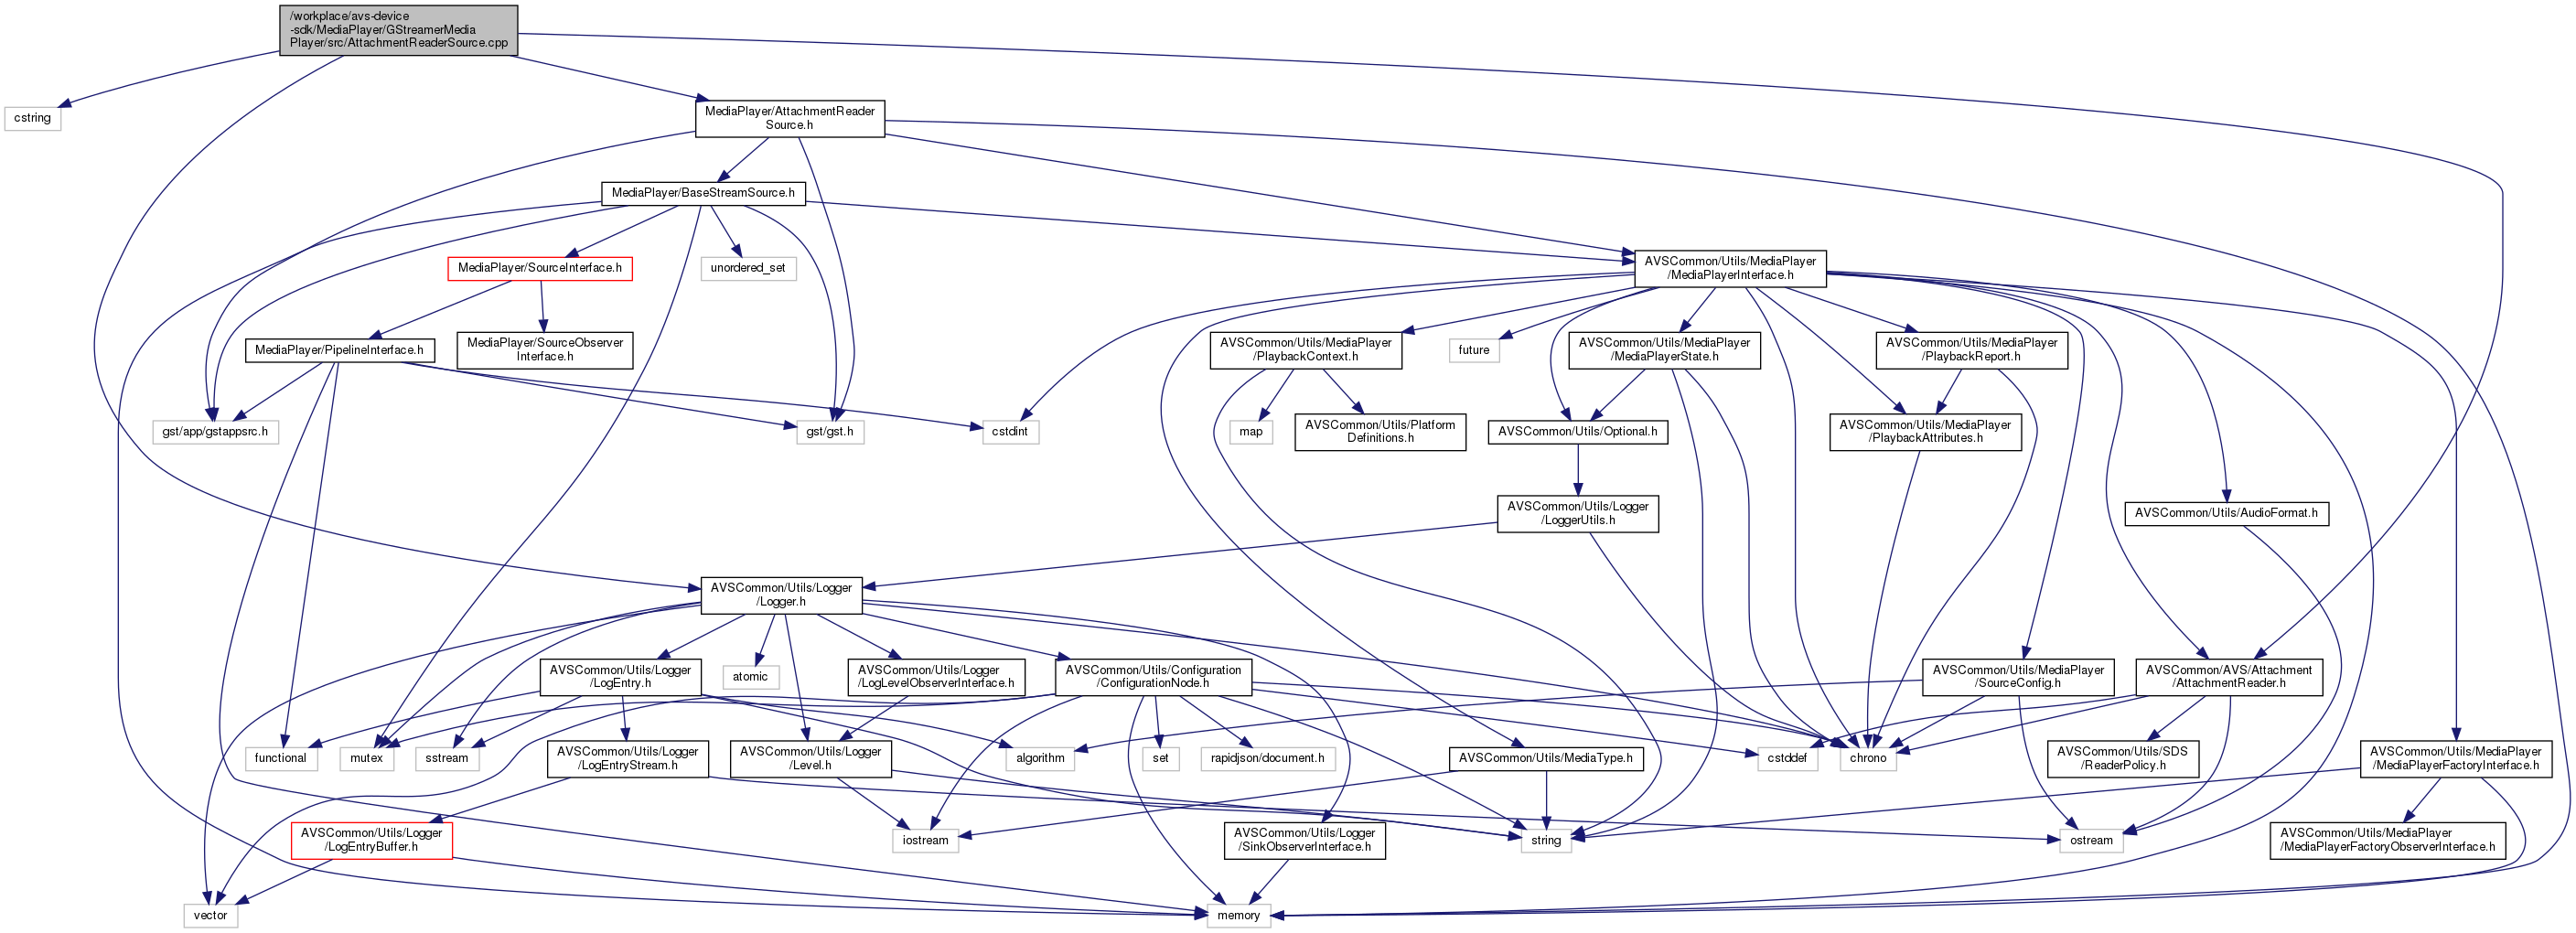 /workplace/avs-device
-sdk/MediaPlayer/GStreamerMedia
Player/src/AttachmentReaderSource.cpp
cstring
MediaPlayer/AttachmentReader
Source.h
MediaPlayer/BaseStreamSource.h
MediaPlayer/SourceInterface.h
unordered_set
AVSCommon/Utils/MediaPlayer
/MediaPlayerInterface.h
MediaPlayer/PipelineInterface.h
MediaPlayer/SourceObserver
Interface.h
AVSCommon/Utils/MediaPlayer
/PlaybackContext.h
future
AVSCommon/Utils/MediaPlayer
/MediaPlayerState.h
AVSCommon/Utils/MediaPlayer
/PlaybackReport.h
gst/app/gstappsrc.h
gst/gst.h
cstdint
map
AVSCommon/Utils/Platform
Definitions.h
AVSCommon/Utils/Optional.h
AVSCommon/Utils/MediaPlayer
/PlaybackAttributes.h
AVSCommon/Utils/Logger
/LoggerUtils.h
AVSCommon/Utils/AudioFormat.h
AVSCommon/Utils/Logger
/Logger.h
AVSCommon/Utils/Logger
/LogEntry.h
atomic
AVSCommon/Utils/Logger
/LogLevelObserverInterface.h
AVSCommon/Utils/Configuration
/ConfigurationNode.h
AVSCommon/Utils/MediaPlayer
/SourceConfig.h
AVSCommon/AVS/Attachment
/AttachmentReader.h
functional
mutex
sstream
AVSCommon/Utils/Logger
/LogEntryStream.h
AVSCommon/Utils/Logger
/Level.h
algorithm
set
rapidjson/document.h
AVSCommon/Utils/MediaType.h
cstddef
chrono
AVSCommon/Utils/SDS
/ReaderPolicy.h
AVSCommon/Utils/MediaPlayer
/MediaPlayerFactoryInterface.h
AVSCommon/Utils/Logger
/LogEntryBuffer.h
iostream
AVSCommon/Utils/Logger
/SinkObserverInterface.h
string
ostream
AVSCommon/Utils/MediaPlayer
/MediaPlayerFactoryObserverInterface.h
vector
memory